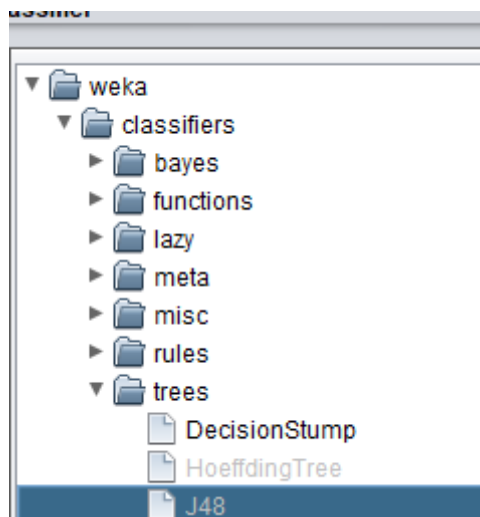 weka
classifiers
bayes
functions
lazy
meta
misc
rules
trees
DecisionStump
HoeffdingTree
J48